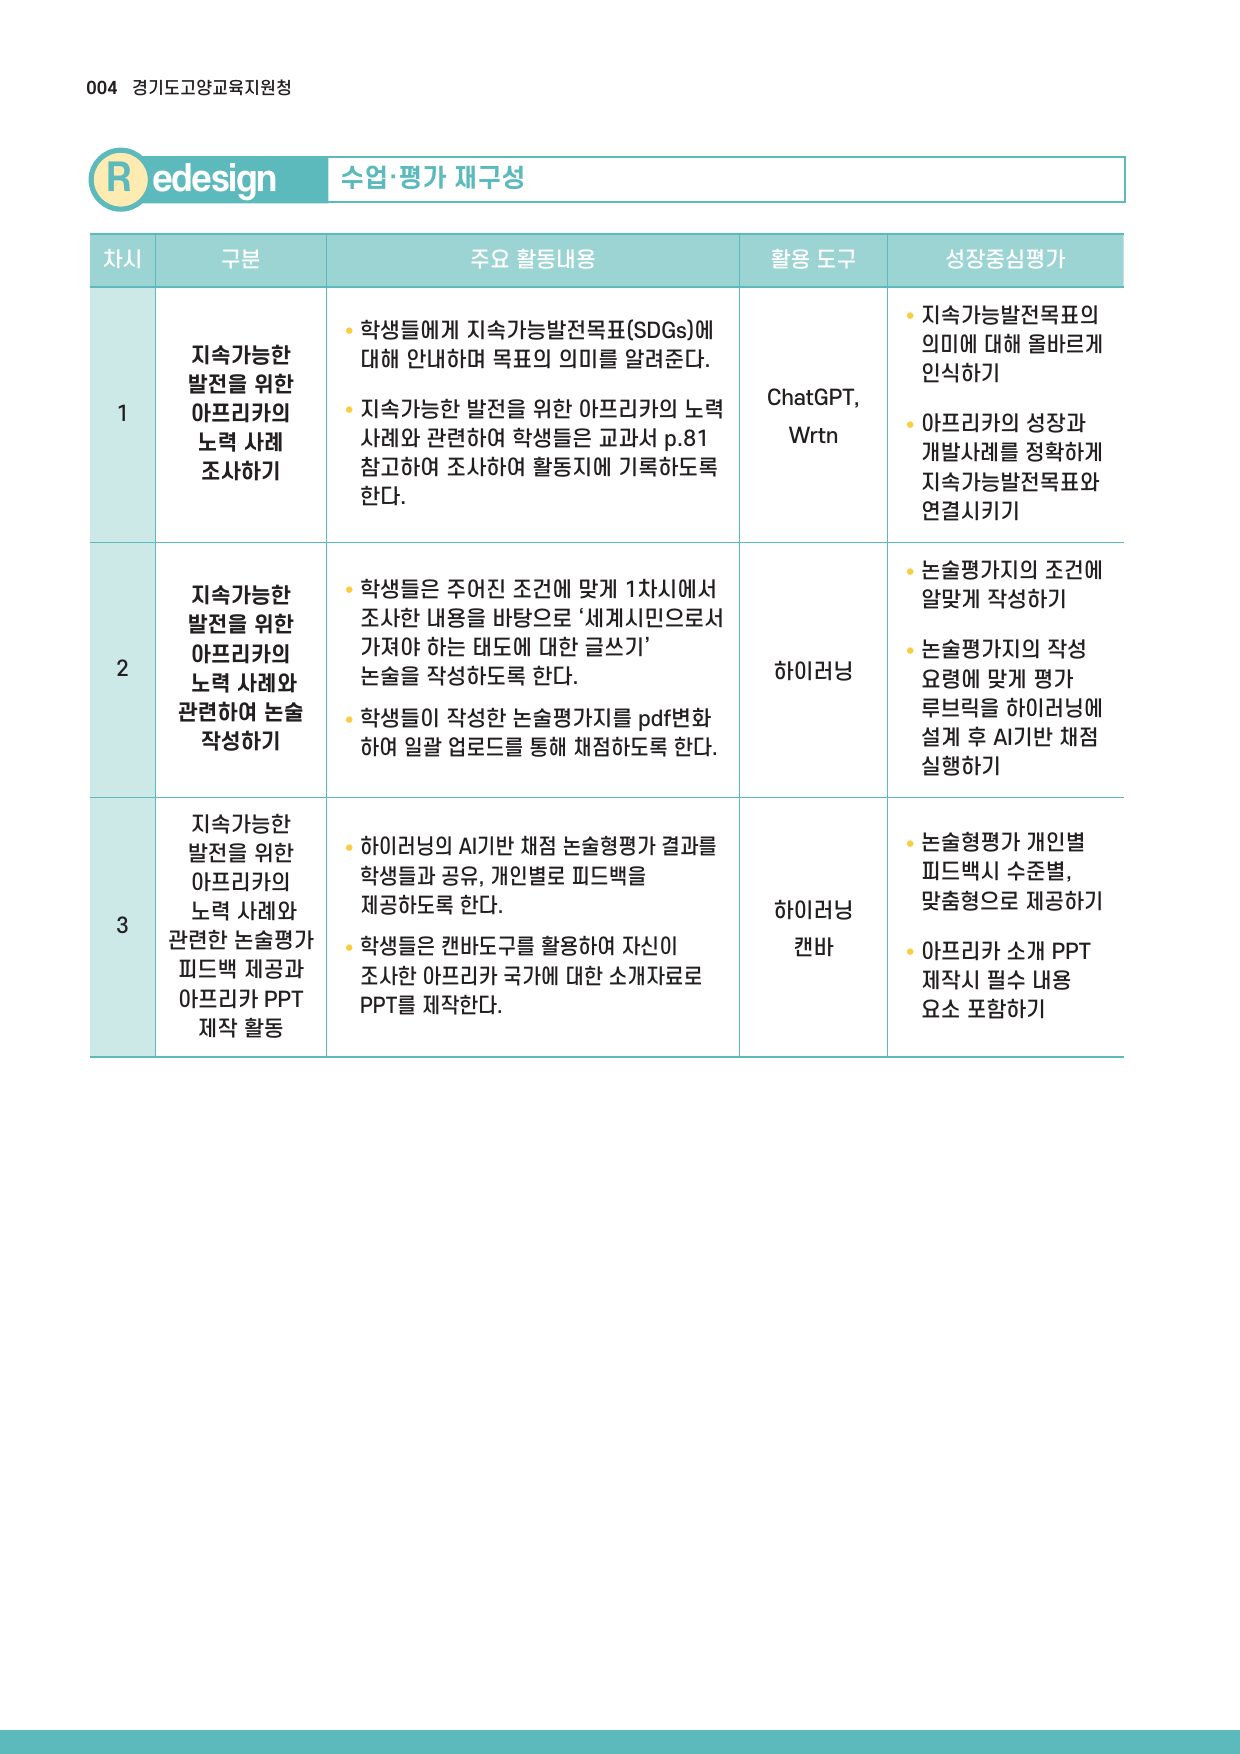 004 경기도고양교육지원청
Redesign 수업·평가 재구성
차시 구분 주요 활동내용 활용 도구 성장중심평가
1
지속가능한
발전을 위한
아프리카의
노력 사례
조사하기
• 학생들에게 지속가능발전목표(SDGs)에
대해 안내하며 목표의 의미를 알려준다.
• 지속가능한 발전을 위한 아프리카의 노력
사례와 관련하여 학생들은 교과서 p.81
참고하여 조사하여 활동지에 기록하도록
한다.
ChatGPT,
Wrtn
• 지속가능발전목표의
의미에 대해 올바르게
인식하기
• 아프리카의 성장과
개발사례를 정확하게
지속가능발전목표와
연결시키기
2
지속가능한
발전을 위한
아프리카의
노력 사례와
관련하여 논술
작성하기
• 학생들은 주어진 조건에 맞게 1차시에서
조사한 내용을 바탕으로 ‘세계시민으로서
가져야 하는 태도에 대한 글쓰기’
논술을 작성하도록 한다.
• 학생들이 작성한 논술평가지를 pdf변화
하여 일괄 업로드를 통해 채점하도록 한다.
하이러닝
• 논술평가지의 조건에
알맞게 작성하기
• 논술평가지의 작성
요령에 맞게 평가
루브릭을 하이러닝에
설계 후 AI기반 채점
실행하기
3
지속가능한
발전을 위한
아프리카의
노력 사례와
관련한 논술평가
피드백 제공과
아프리카 PPT
제작 활동
• 하이러닝의 AI기반 채점 논술형평가 결과를
학생들과 공유, 개인별로 피드백을
제공하도록 한다.
• 학생들은 캔바도구를 활용하여 자신이
조사한 아프리카 국가에 대한 소개자료로
PPT를 제작한다.
하이러닝
캔바
• 논술형평가 개인별
피드백시 수준별,
맞춤형으로 제공하기
• 아프리카 소개 PPT
제작시 필수 내용
요소 포함하기